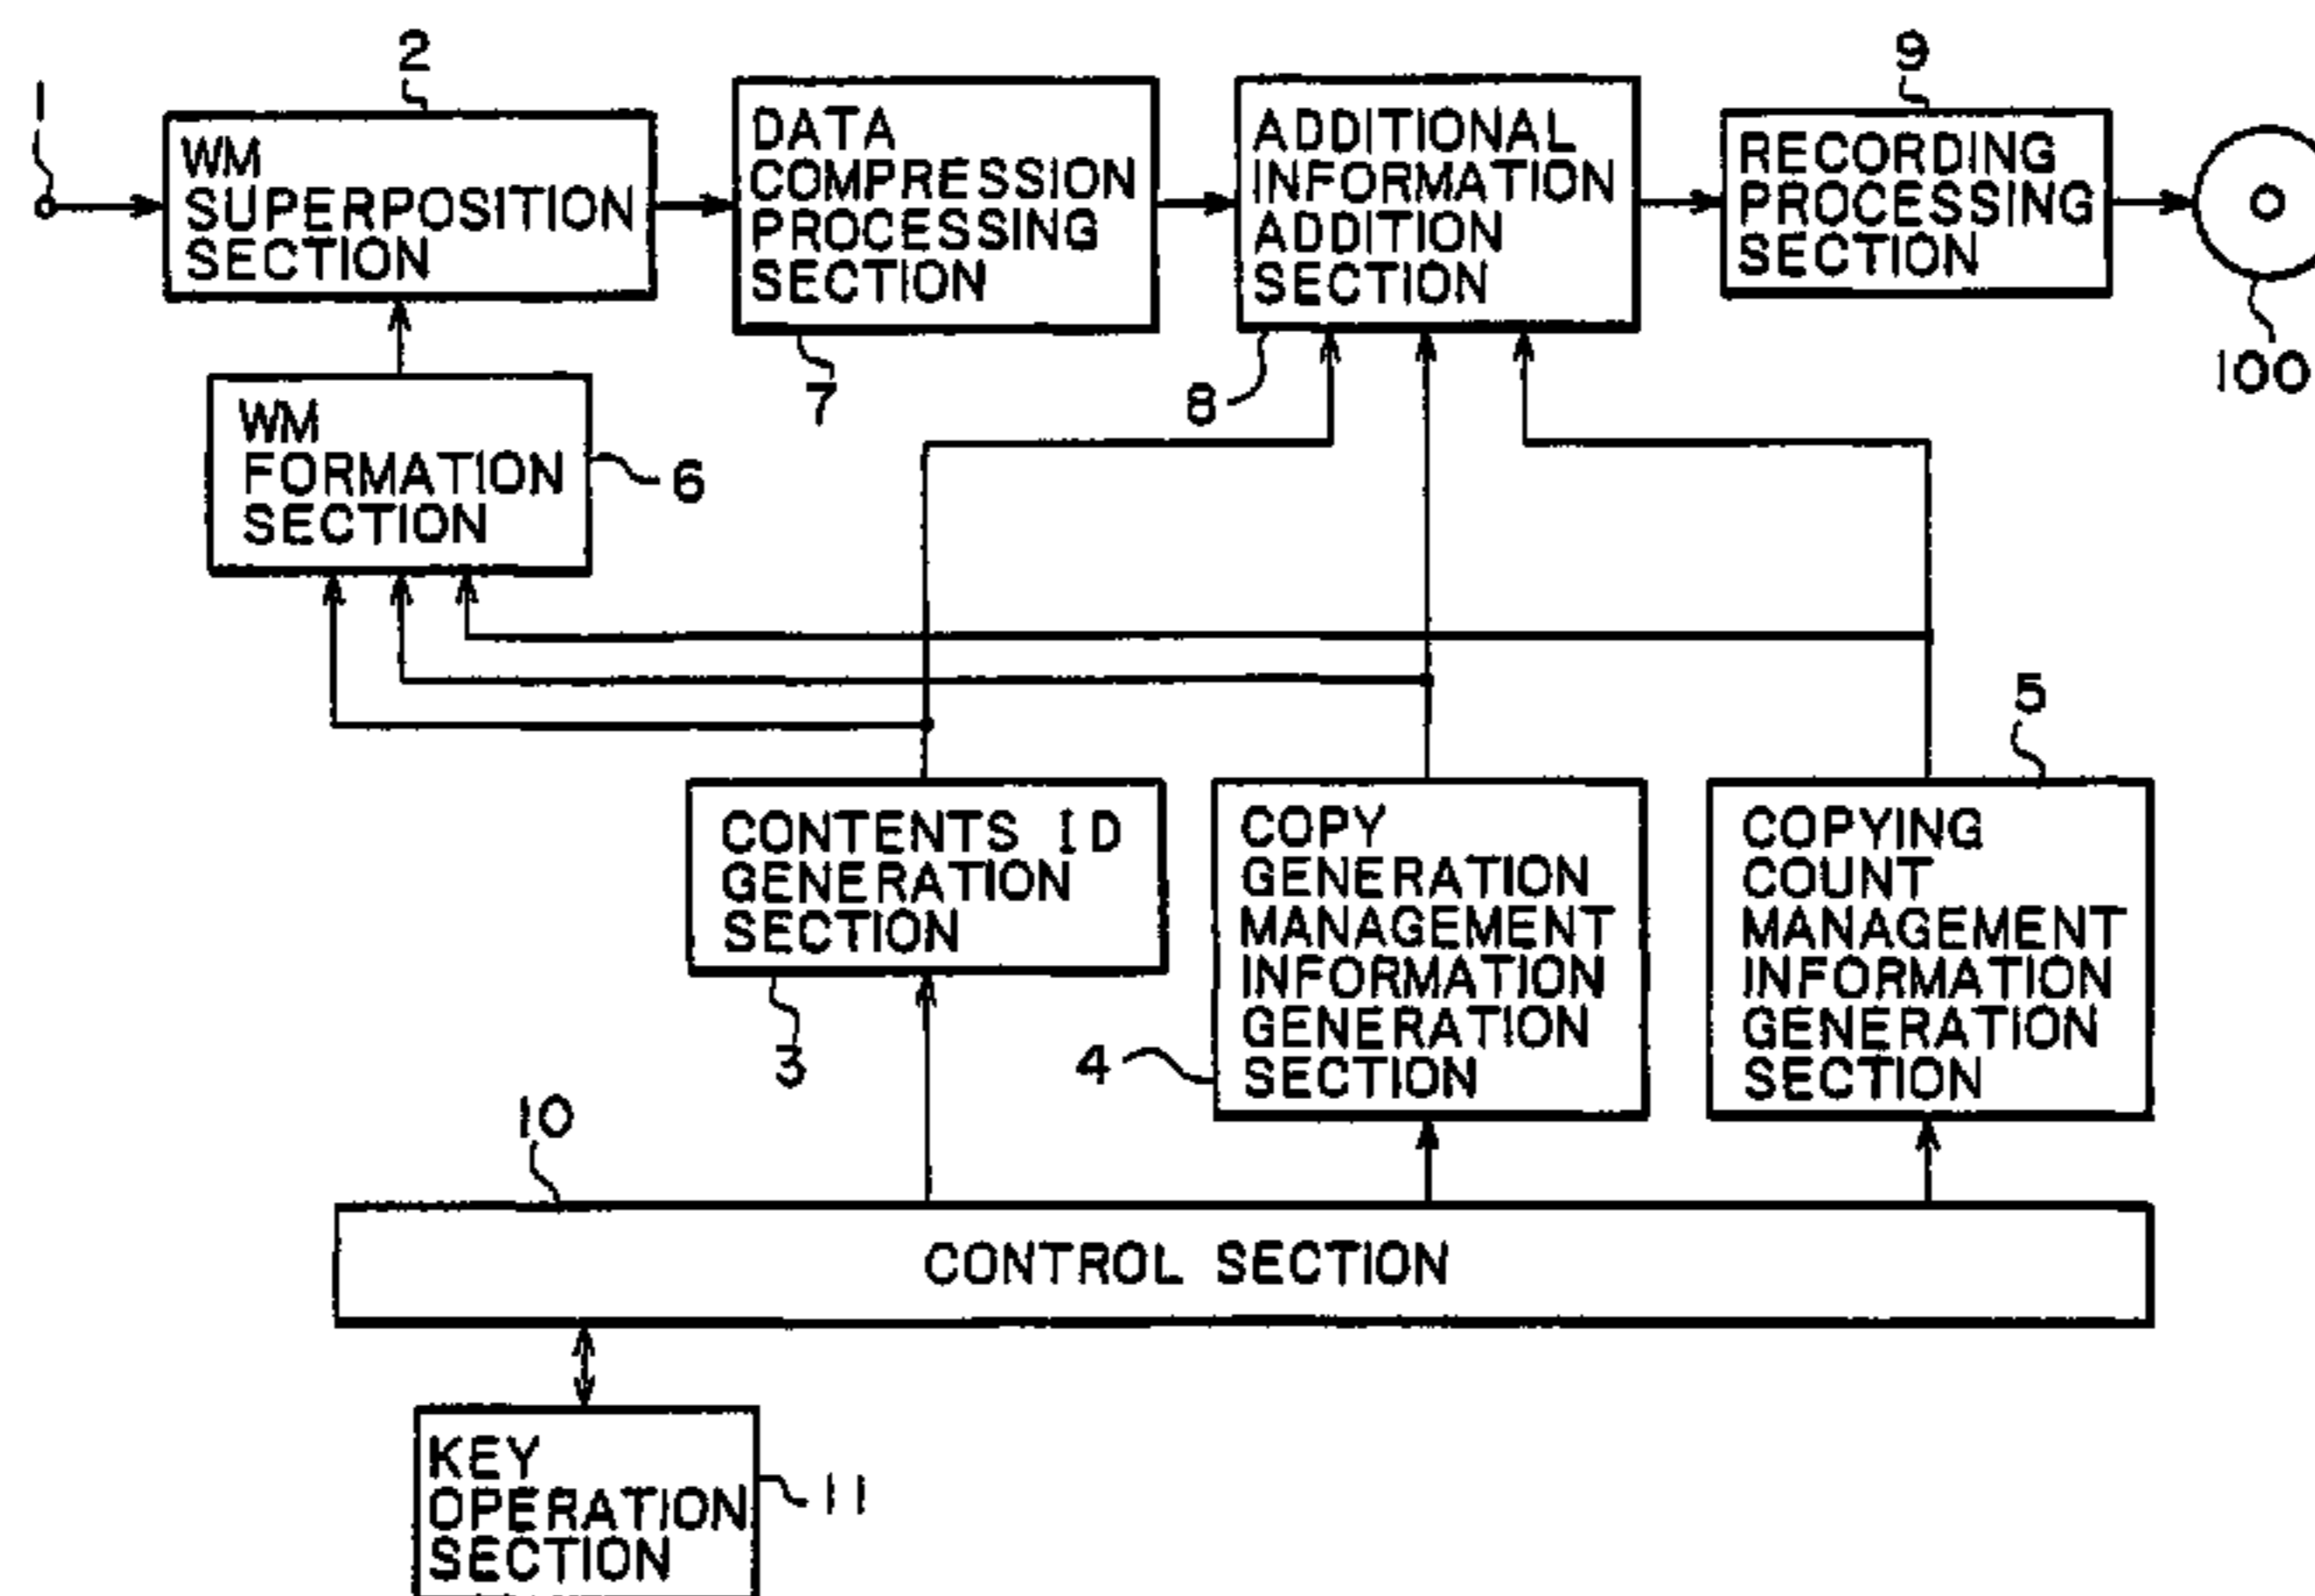 1
2
WM
SUPERPOSITION
SECTION
DATA
COMPRESSION
PROCESSING
SECTION
7
ADDITIONAL
INFORMATION
ADDITION
SECTION
8
9
RECORDING
PROCESSING
SECTION
100
WM
FORMATION
SECTION
6
CONTENTS ID
GENERATION
SECTION
3
COPY
GENERATION
MANAGEMENT
INFORMATION
GENERATION
SECTION
4
5
COPYING
COUNT
MANAGEMENT
INFORMATION
GENERATION
SECTION
10
CONTROL SECTION
KEY
OPERATION
SECTION
11